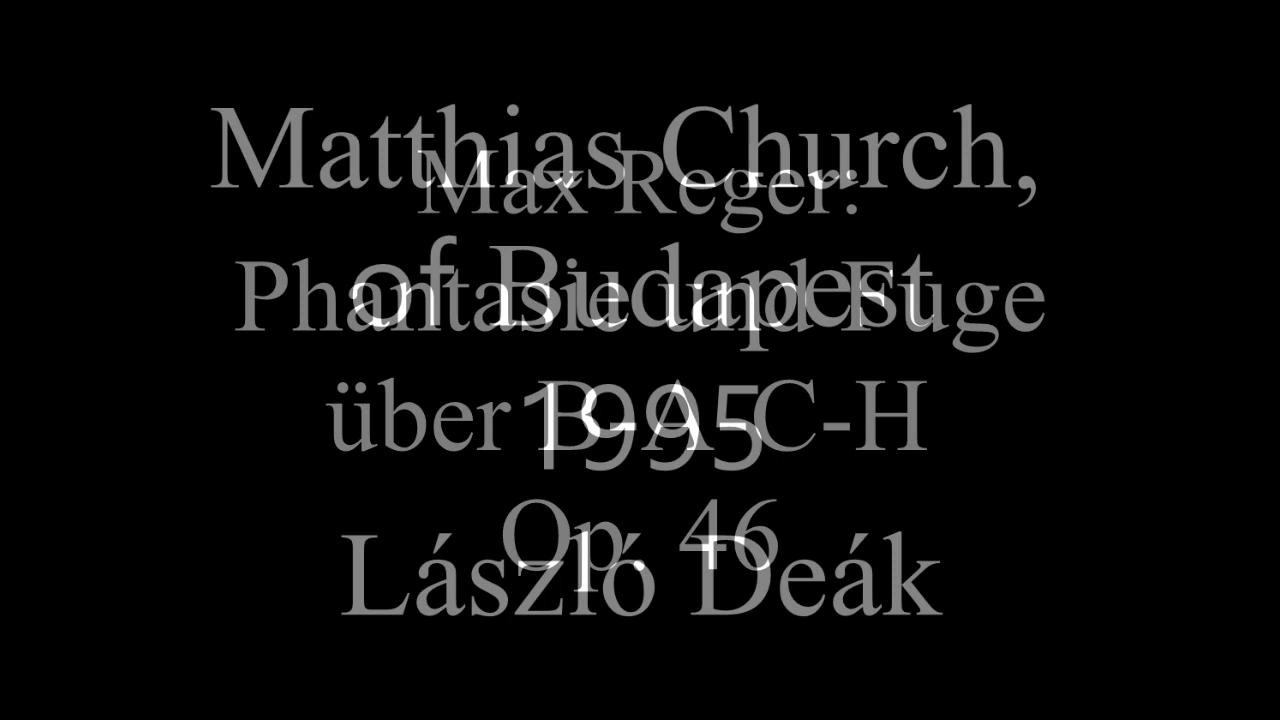 Matthias Church,
of Budapest
1995
László Deák
Max Reger:
Phantasie und Fuge
über B-A-C-H
Op. 46